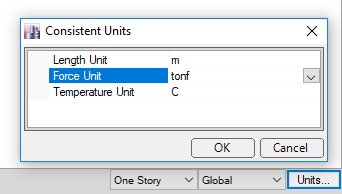 Consistent Units
Length Unit m
Force Unit tonf
Temperature Unit C
OK Cancel
One Story Global Units...